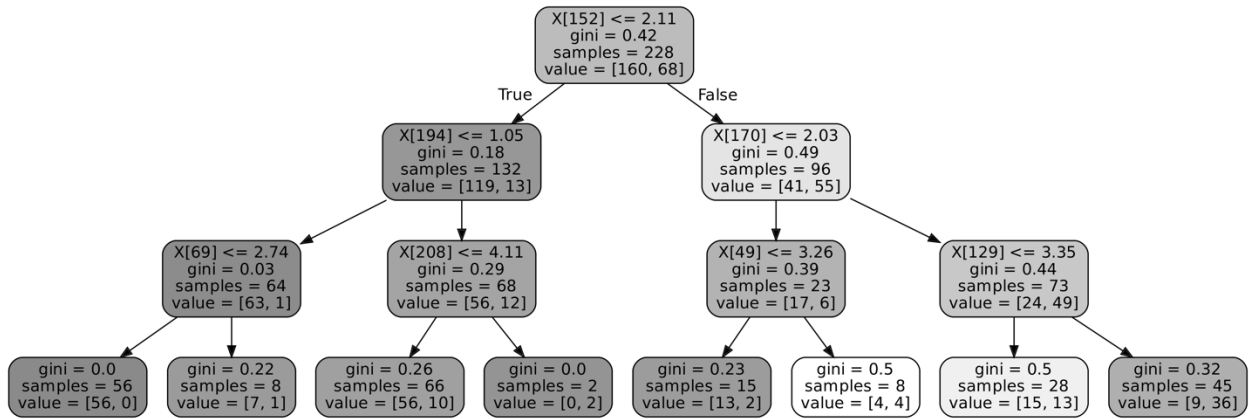 X[152] <= 2.11
gini = 0.42
samples = 228
value = [160, 68]
True
False
X[194] <= 1.05
gini = 0.18
samples = 132
value = [119, 13]
X[170] <= 2.03
gini = 0.49
samples = 96
value = [41, 55]
X[69] <= 2.74
gini = 0.03
samples = 64
value = [63, 1]
X[208] <= 4.11
gini = 0.29
samples = 68
value = [56, 12]
X[49] <= 3.26
gini = 0.39
samples = 23
value = [17, 6]
X[129] <= 3.35
gini = 0.44
samples = 73
value = [24, 49]
gini = 0.0
samples = 56
value = [56, 0]
gini = 0.22
samples = 8
value = [7, 1]
gini = 0.26
samples = 66
value = [56, 10]
gini = 0.0
samples = 2
value = [0, 2]
gini = 0.23
samples = 15
value = [13, 2]
gini = 0.5
samples = 8
value = [4, 4]
gini = 0.5
samples = 28
value = [15, 13]
gini = 0.32
samples = 45
value = [9, 36]